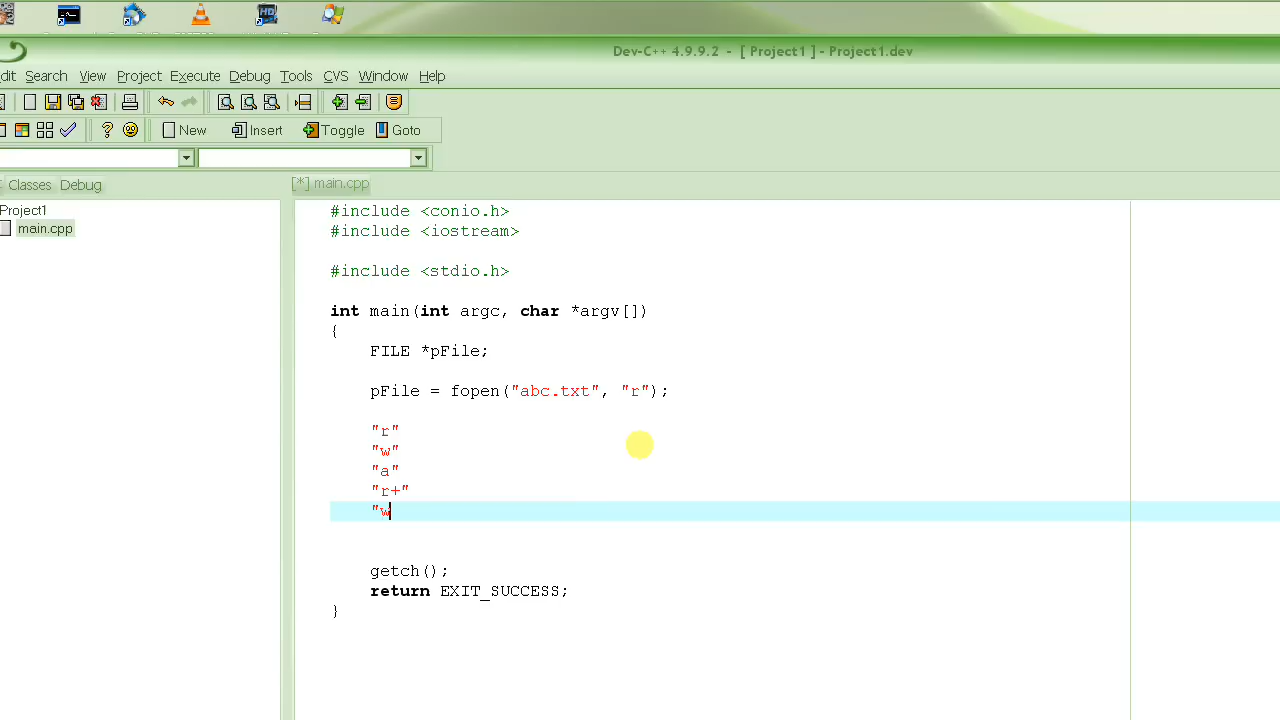 Dev-C++ 4.9.9.2 - [ Project1 ] - Project1.dev
dit Search View Project Execute Debug Tools CVS Window Help
New Insert Toggle Goto
Classes Debug
[*] main.cpp
Project1
main.cpp
#include <conio.h>
#include <iostream>
#include <stdio.h>
int main(int argc, char *argv[])
{
FILE *pFile;
pFile = fopen("abc.txt", "r");
"r"
"w"
"a"
"r+"
"w
getch();
return EXIT_SUCCESS;
}